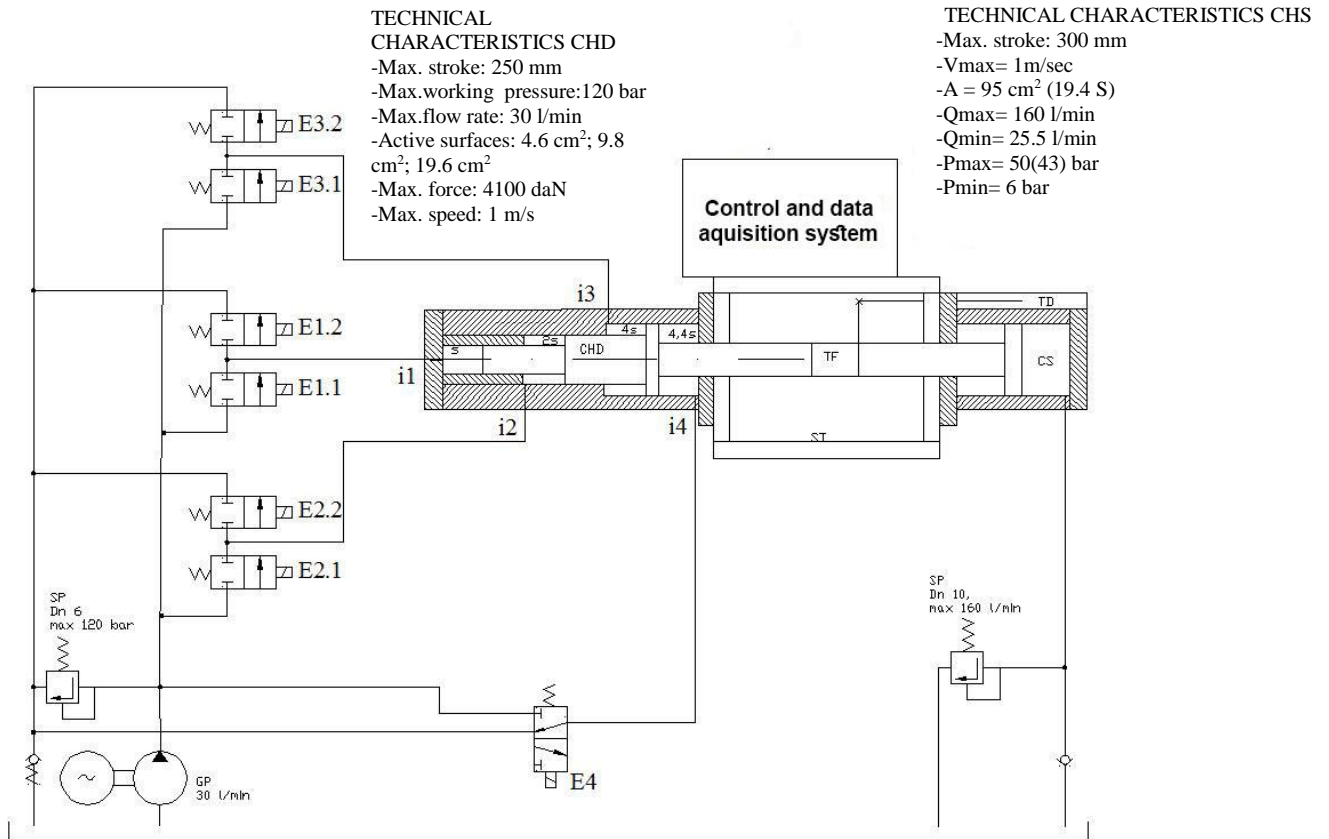 TECHNICAL
CHARACTERISTICS CHD
-Max. stroke: 250 mm
-Max.working pressure:120 bar
-Max.flow rate: 30 l/min
-Active surfaces: 4.6 cm²; 9.8
cm²; 19.6 cm²
-Max. force: 4100 daN
-Max. speed: 1 m/s
TECHNICAL CHARACTERISTICS CHS
-Max. stroke: 300 mm
-Vmax= 1m/sec
-A = 95 cm² (19.4 S)
-Qmax= 160 l/min
-Qmin= 25.5 l/min
-Pmax= 50(43) bar
-Pmin= 6 bar
E3.2
E3.1
Control and data
aquisition system
E1.2
E1.1
i3
i1
i2
i4
s
2s
CHD
4s
4,4s
TF
TD
CS
ST
E2.2
E2.1
SP
Dn 6
max 120 bar
SP
Dn 10,
max 160 l/min
GP
30 l/min
E4